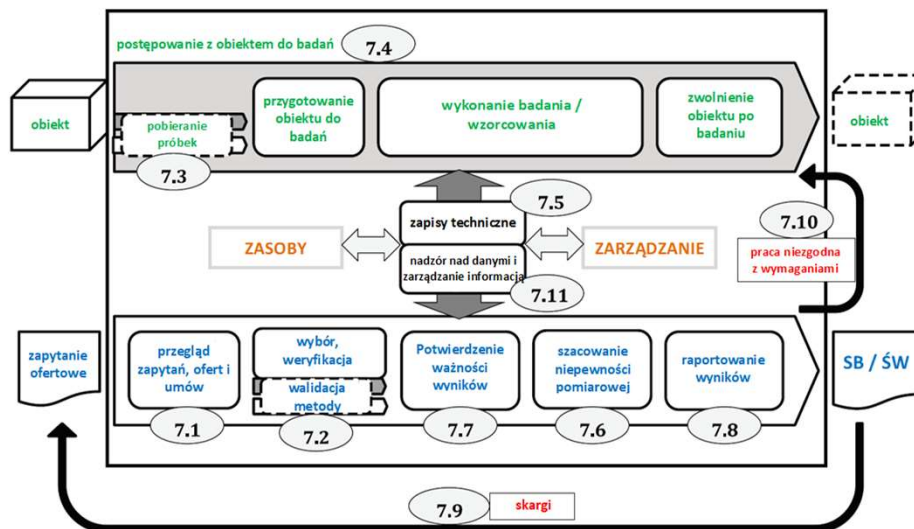 postępowanie z obiektem do badań
7.4
obiekt
pobieranie
próbek
7.3
przygotowanie
obiektu do
badań
wykonanie badania /
wzorcowania
zwolnienie
obiektu po
badaniu
obiekt
7.5
zapisy techniczne
ZASOBY
ZARZĄDZANIE
nadzór nad danymi i
zarządzanie informacją
7.11
7.10
praca niezgodna
z wymaganiami
zapytanie
ofertowe
przegląd
zapytań, ofert i
umów
7.1
wybór,
weryfikacja
walidacja
metody
7.2
Potwierdzenie
ważności
wyników
7.7
szacowanie
niepewności
pomiarowej
7.6
raportowanie
wyników
7.8
SB / ŚW
7.9
skargi